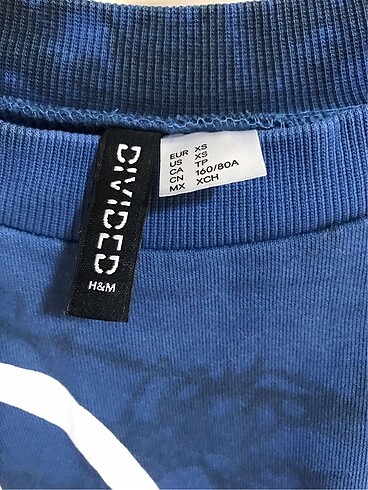 DIVIDED
H&M
EUR XS
US XS
CA TP
CN 160/80A
MX XCH